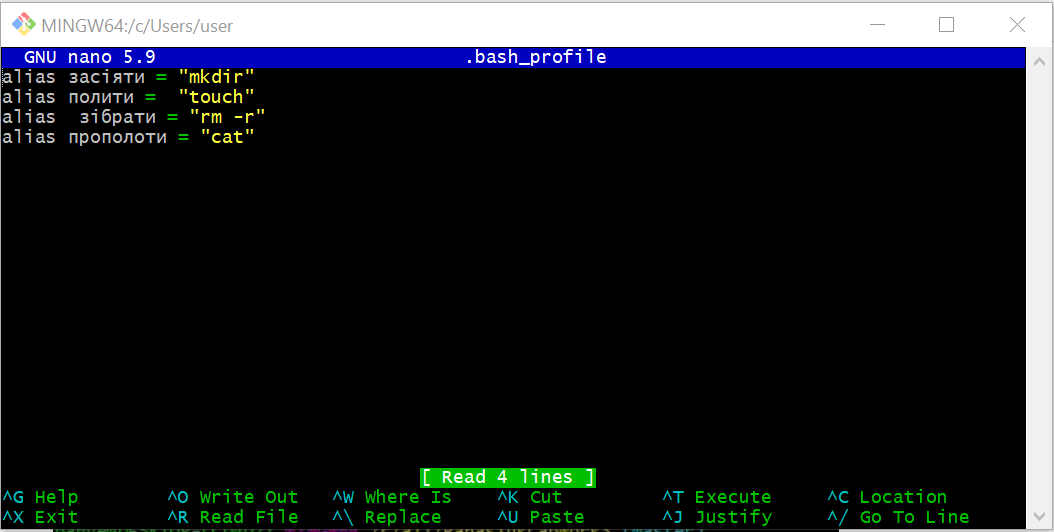 MINGW64:/c/Users/user
GNU nano 5.9 .bash_profile
alias засіяти = "mkdir"
alias полити =  "touch"
alias  зібрати = "rm -r"
alias прополоти = "cat"
[ Read 4 lines ]
^G Help ^O Write Out ^W Where Is ^K Cut ^T Execute ^C Location
^X Exit ^R Read File ^\ Replace ^U Paste ^J Justify ^/ Go To Line